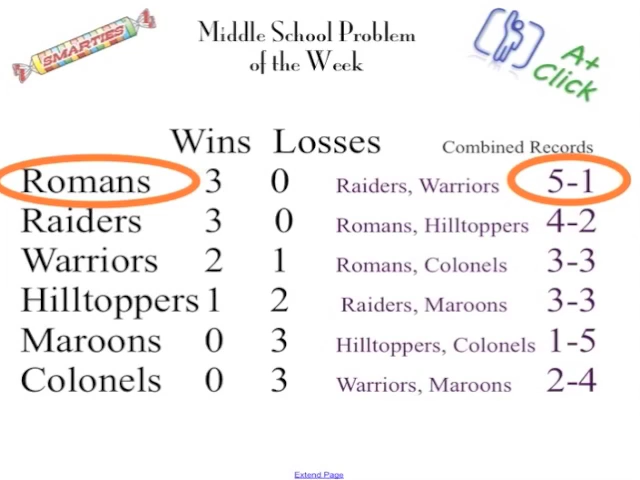 SMARTIES
Middle School Problem
of the Week
A+
Click
Wins Losses Combined Records
Romans 3 0 Raiders, Warriors 5-1
Raiders 3 0 Romans, Hilltoppers 4-2
Warriors 2 1 Romans, Colonels 3-3
Hilltoppers 1 2 Raiders, Maroons 3-3
Maroons 0 3 Hilltoppers, Colonels 1-5
Colonels 0 3 Warriors, Maroons 2-4
Extend Page